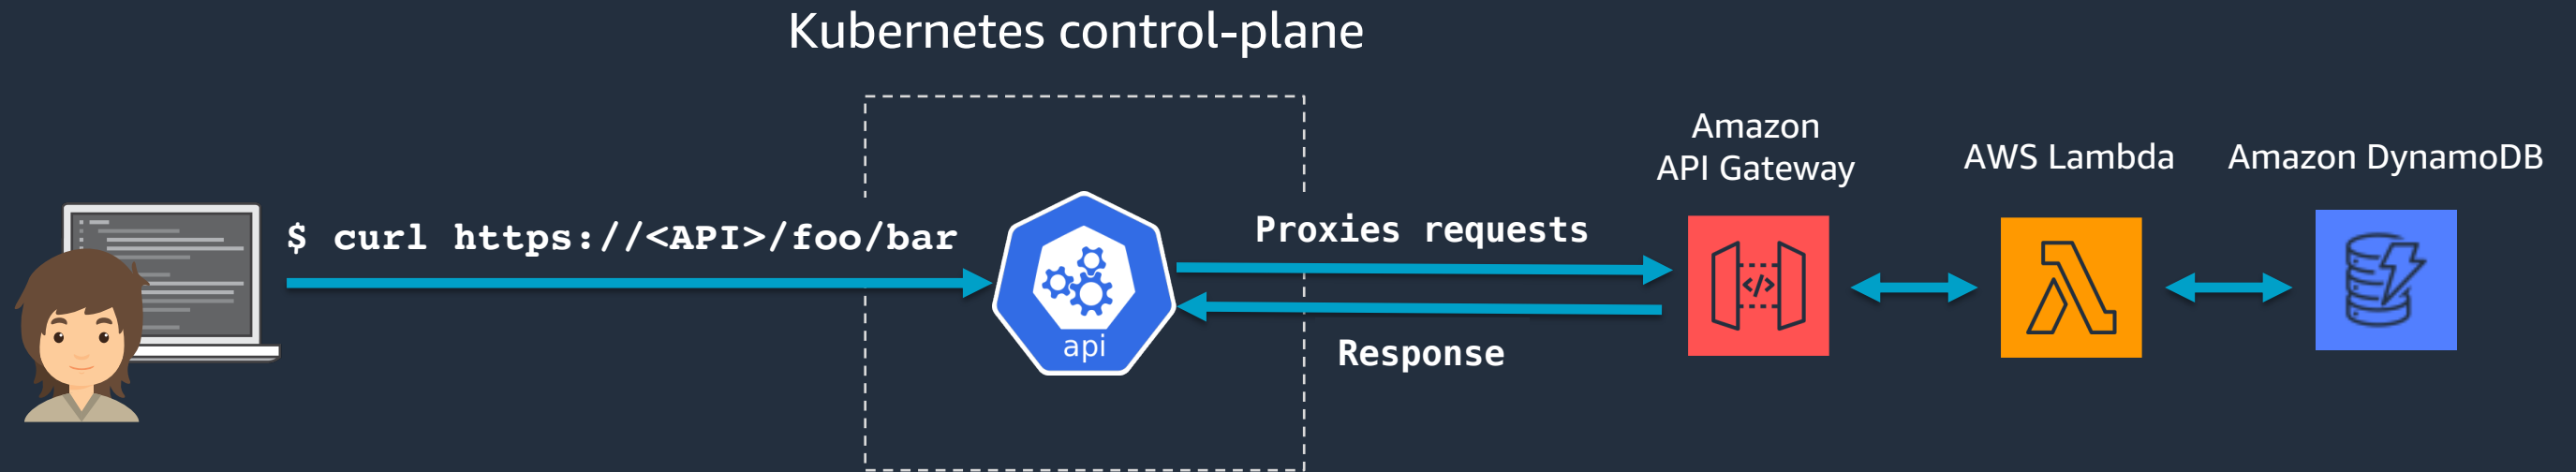 Kubernetes control-plane
$ curl https://<API>/foo/bar
api
Proxies requests
Response
Amazon
API Gateway
</>
AWS Lambda
Amazon DynamoDB